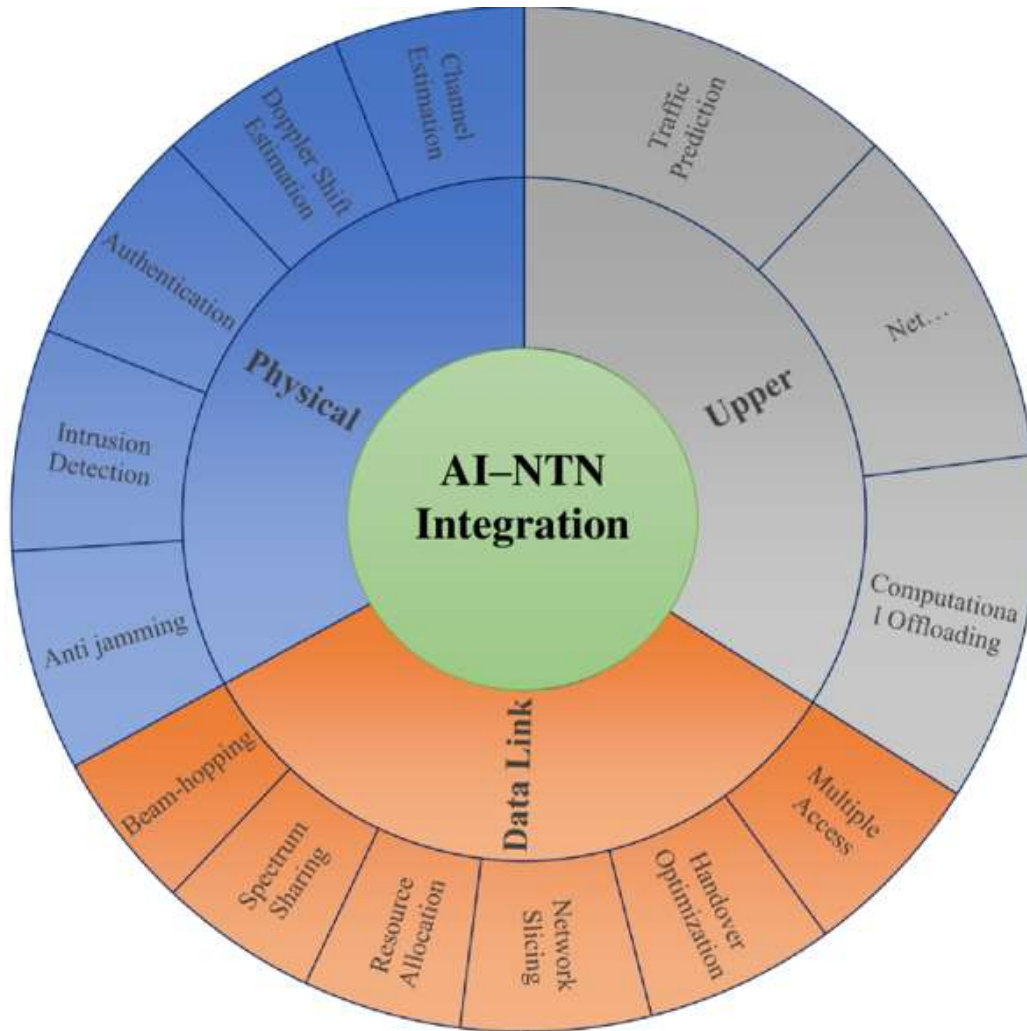 AI–NTN
Integration
Upper
Traffic
Prediction
Net...
Computationa
l Offloading
Data Link
Multiple
Access
Handover
Optimization
Network
Slicing
Resource
Allocation
Spectrum
Sharing
Beam-hopping
Physical
Anti jamming
Intrusion
Detection
Authentication
Doppler Shift
Estimation
Channel
Estimation